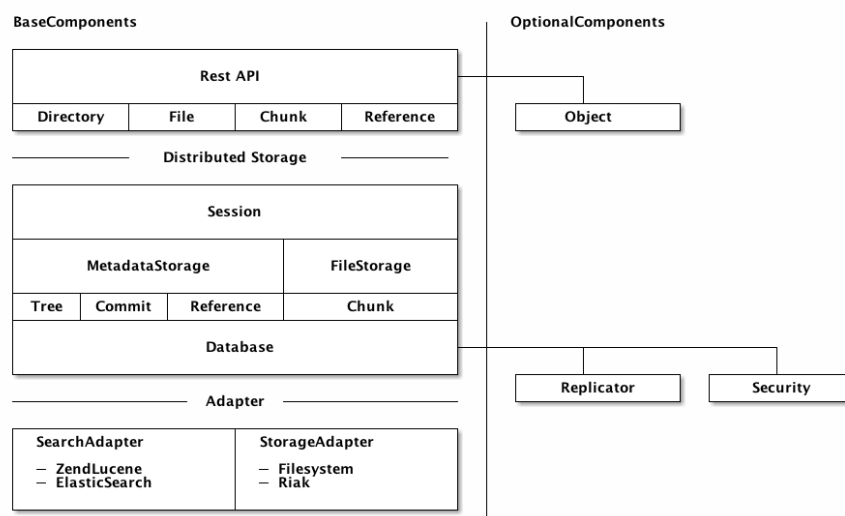 BaseComponents
OptionalComponents
Rest API
Directory
File
Chunk
Reference
Object
Distributed Storage
Session
MetadataStorage
FileStorage
Tree
Commit
Reference
Chunk
Database
Replicator
Security
Adapter
SearchAdapter
– ZendLucene
– ElasticSearch
StorageAdapter
– Filesystem
– Riak